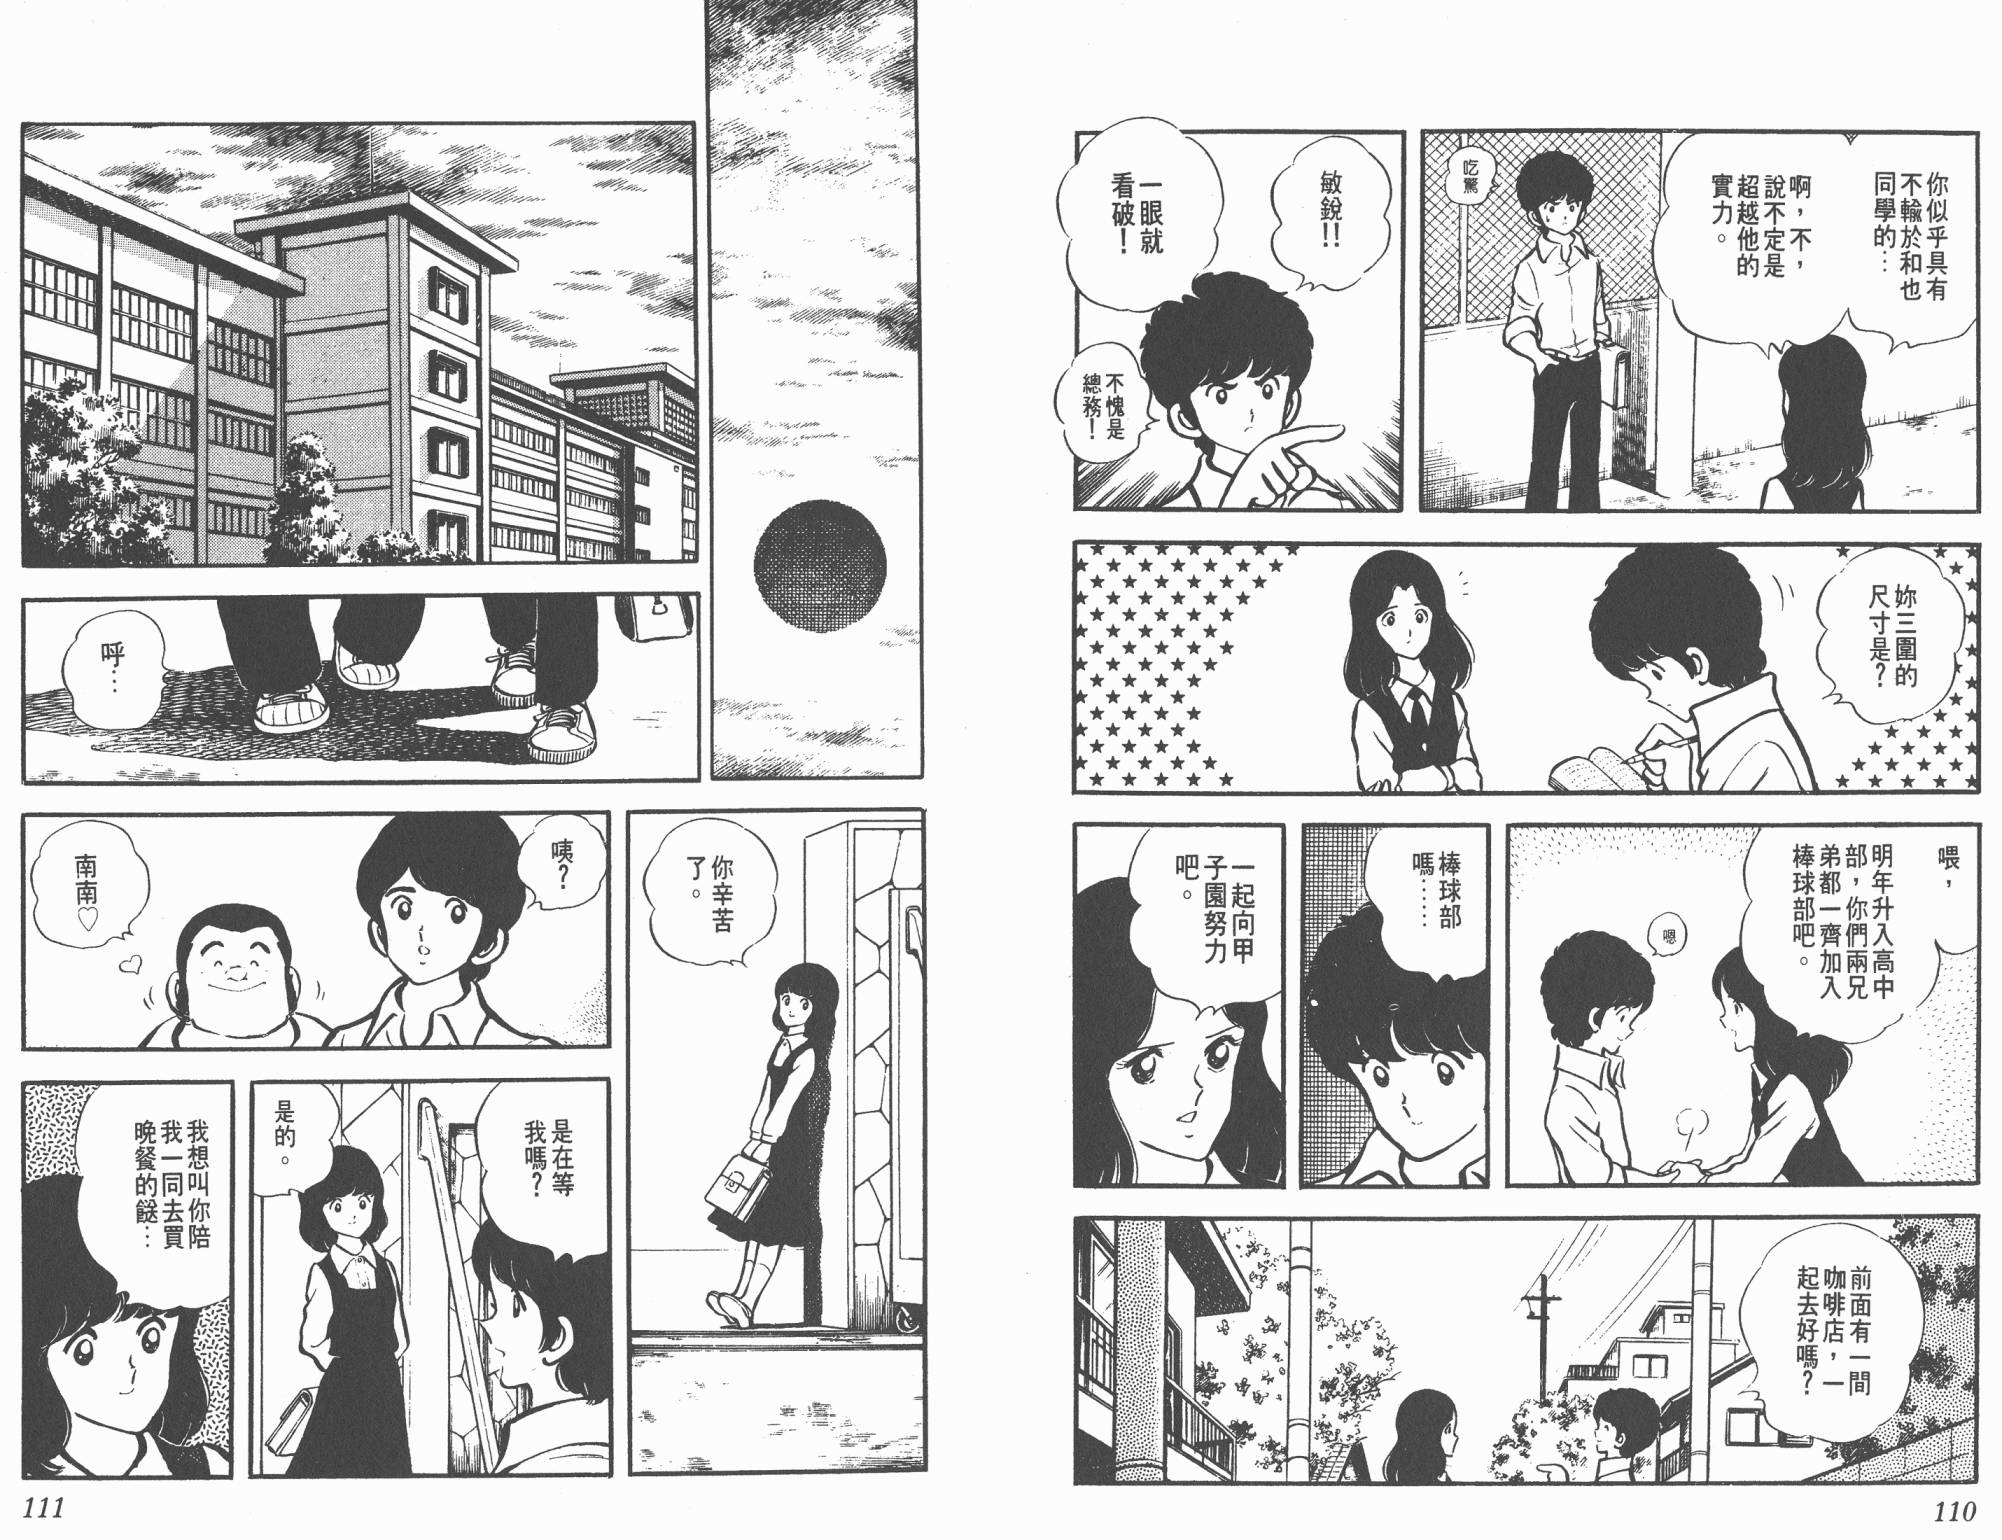 你似乎具有
不輸於和也
同學的…
啊，不，
說不定是
超越他的
實力。
吃驚
敏銳!!
一眼就
看破！
不愧是
總務！
妳三圍的
尺寸是？
喂，
明年升入高中
部，你們兩兄
弟都一齊加入
棒球部吧。
嗯
棒球部
嗎……
一起向甲
子園努力
吧。
前面有一間
咖啡店，一
起去好嗎？
110
呼…
你辛苦
了。
咦？
南南♡
是在等
我嗎？
是的。
我想叫你陪
我一同去買
晚餐的餸…
111